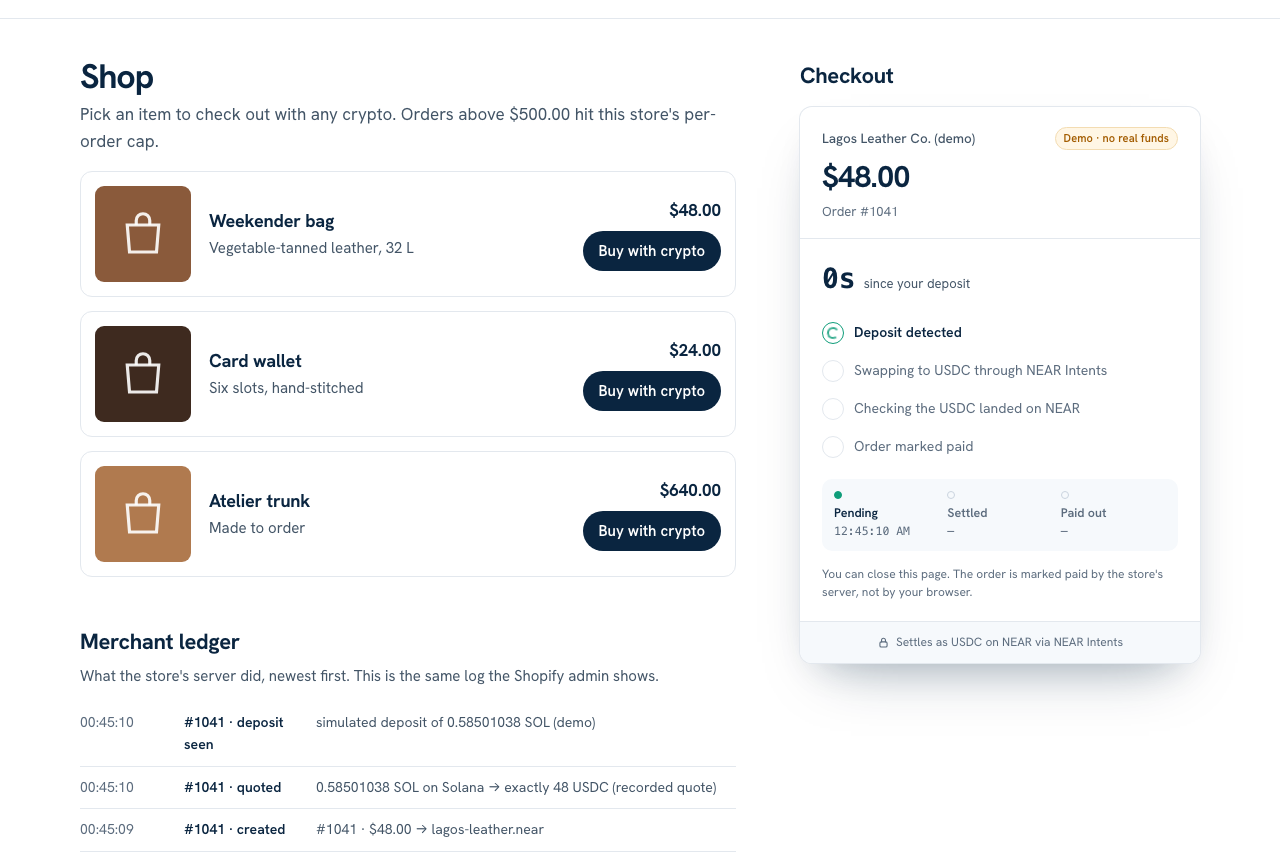 Shop
Pick an item to check out with any crypto. Orders above $500.00 hit this store's per-
order cap.
Weekender bag
Vegetable-tanned leather, 32 L
$48.00
Buy with crypto
Card wallet
Six slots, hand-stitched
$24.00
Buy with crypto
Atelier trunk
Made to order
$640.00
Buy with crypto
Merchant ledger
What the store's server did, newest first. This is the same log the Shopify admin shows.
00:45:10 #1041 · deposit seen simulated deposit of 0.58501038 SOL (demo)
00:45:10 #1041 · quoted 0.58501038 SOL on Solana → exactly 48 USDC (recorded quote)
00:45:09 #1041 · created #1041 · $48.00 → lagos-leather.near
Checkout
Lagos Leather Co. (demo)
Demo · no real funds
$48.00
Order #1041
0s since your deposit
Deposit detected
Swapping to USDC through NEAR Intents
Checking the USDC landed on NEAR
Order marked paid
Pending Settled Paid out
12:45:10 AM – –
You can close this page. The order is marked paid by the store's
server, not by your browser.
Settles as USDC on NEAR via NEAR Intents